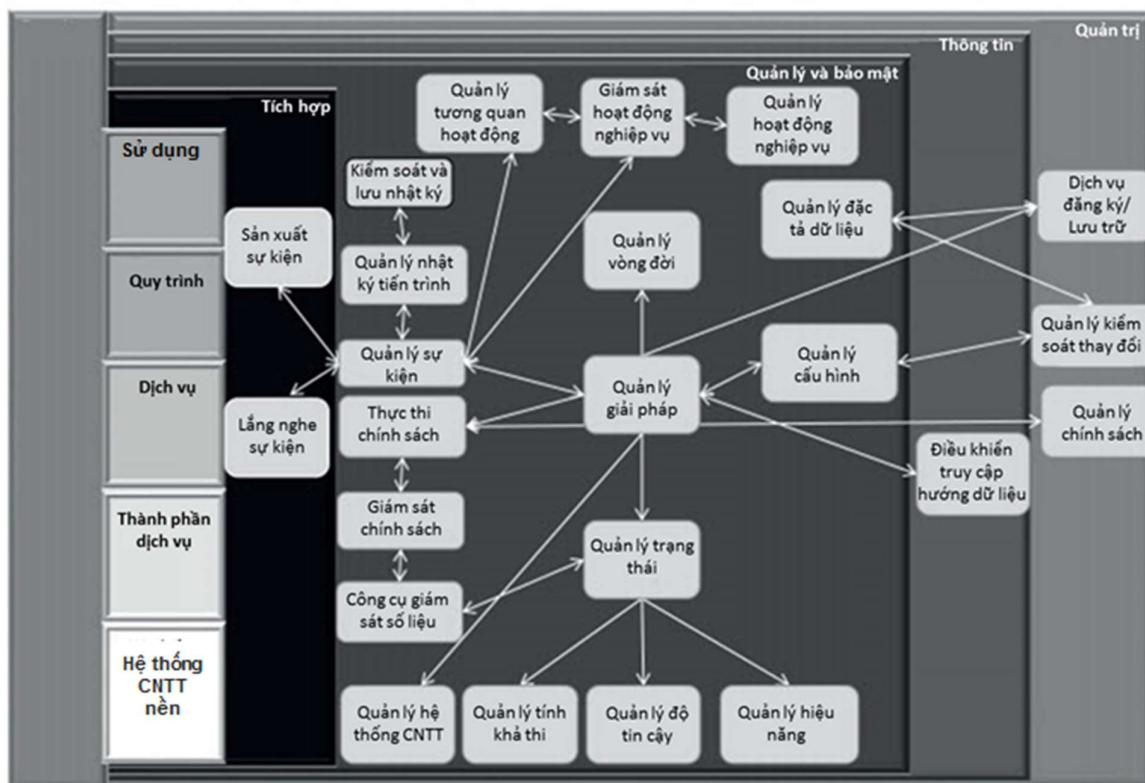 Quản trị
Thông tin
Quản lý và bảo mật
Tích hợp
Sử dụng
Quy trình
Dịch vụ
Thành phần
dịch vụ
Hệ thống
CNTT
nền
Sản xuất
sự kiện
Lắng nghe
sự kiện
Quản lý
tương quan
hoạt động
Giám sát
hoạt động
nghiệp vụ
Quản lý
hoạt động
nghiệp vụ
Kiểm soát và
lưu nhật ký
Quản lý nhật
ký tiến trình
Quản lý sự
kiện
Thực thi
chính sách
Giám sát
chính sách
Công cụ giám
sát số liệu
Quản lý
vòng đời
Quản lý
giải pháp
Quản lý trạng
thái
Quản lý đặc
tả dữ liệu
Quản lý
cấu hình
Dịch vụ
đăng ký/
Lưu trữ
Quản lý kiểm
soát thay đổi
Quản lý
chính sách
Điều khiển
truy cập
hướng dữ liệu
Quản lý hệ
thống CNTT
Quản lý tính
khả thi
Quản lý độ
tin cậy
Quản lý hiệu
năng